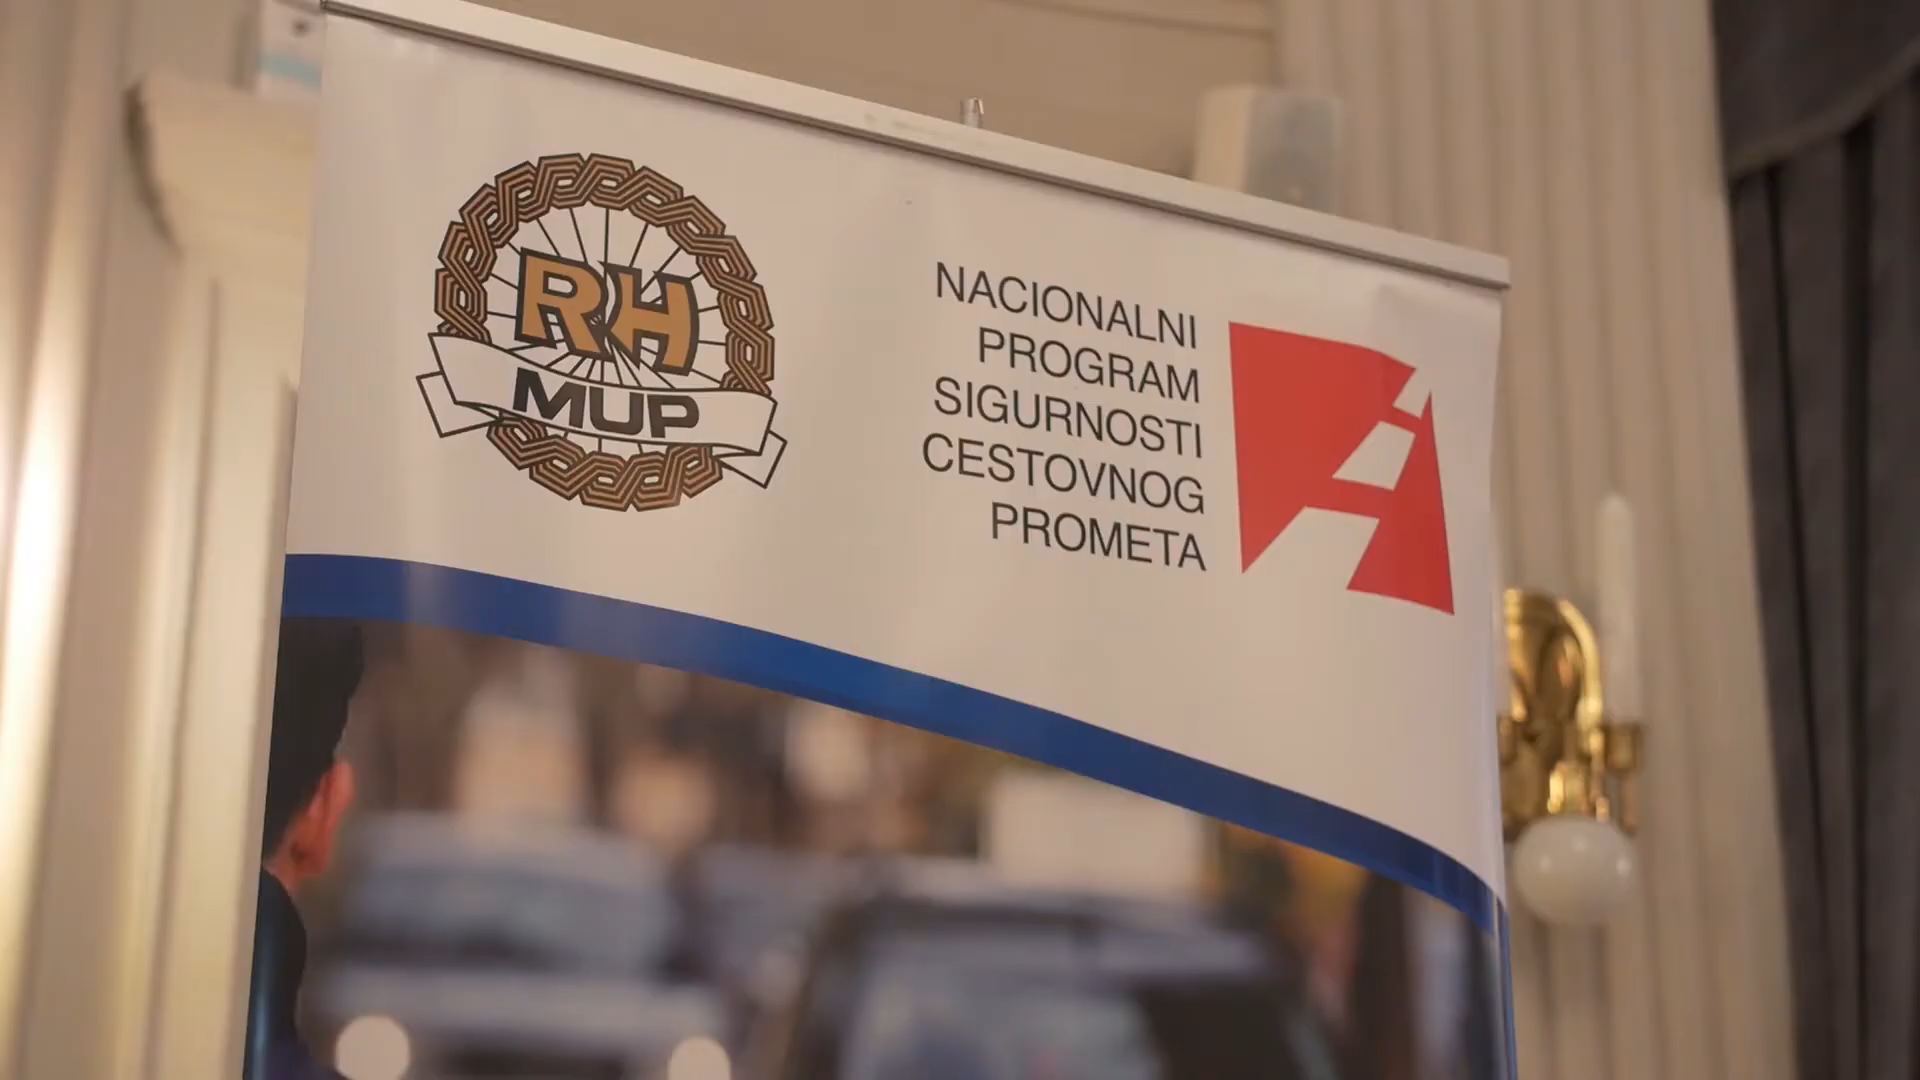 RH
MUP
NACIONALNI
PROGRAM
SIGURNOSTI
CESTOVNOG
PROMETA